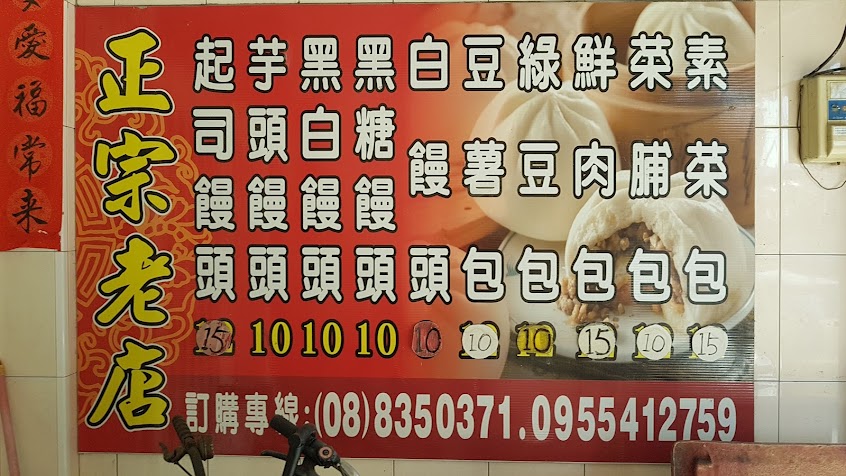 愛福常来
正宗老店
起司饅頭 15
芋頭饅頭 10
黑白饅頭 10
黑糖饅頭 10
白饅頭 10
豆薯包 10
綠豆包 10
鮮肉包 15
菜脯包 10
素菜包 15
訂購專線:(08)8350371.0955412759